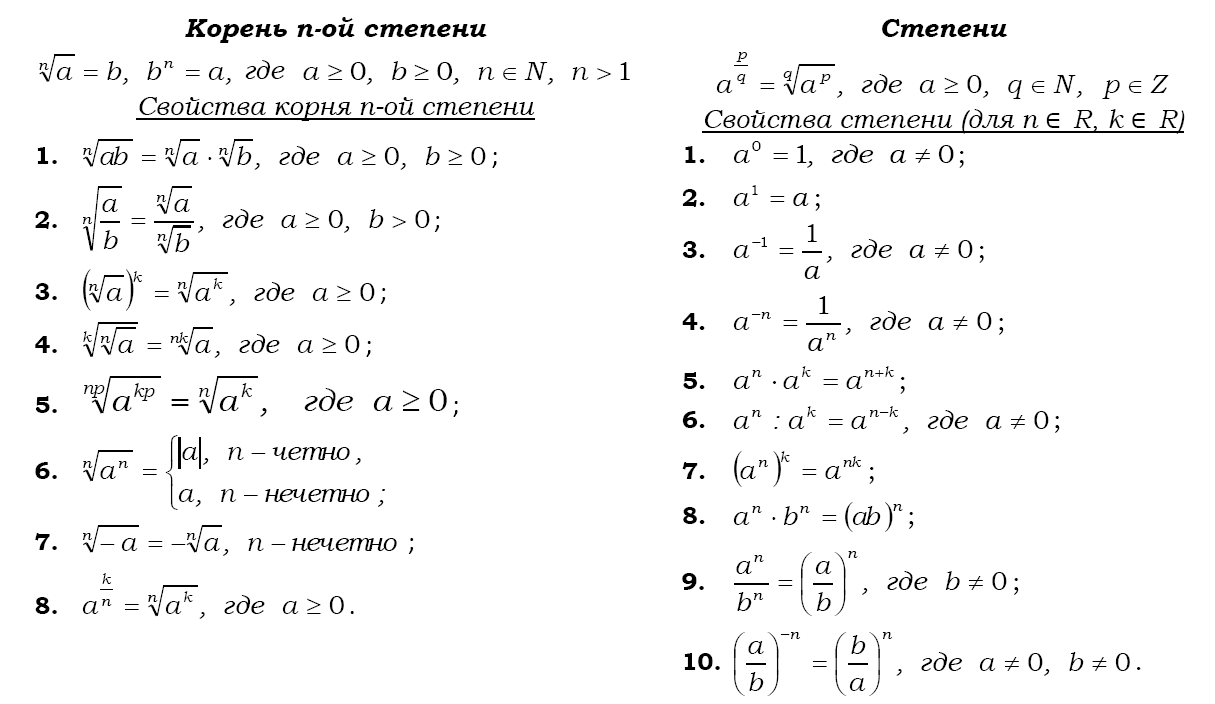 Корень n-ой степени
ⁿ√a = b, bⁿ = a, где a ≥ 0, b ≥ 0, n ∈ N, n > 1
Свойства корня n-ой степени
1. ⁿ√(ab) = ⁿ√a · ⁿ√b, где a ≥ 0, b ≥ 0;
2. ⁿ√(a/b) = ⁿ√a / ⁿ√b, где a ≥ 0, b > 0;
3. (ⁿ√a)ᵏ = ⁿ√(aᵏ), где a ≥ 0;
4. ᵏ√(ⁿ√a) = ⁿᵏ√a, где a ≥ 0;
5. ⁿᵖ√(aᵏᵖ) = ⁿ√(aᵏ), где a ≥ 0;
6. ⁿ√(aⁿ) = { |a|, n – четно,
a, n – нечетно;
7. ⁿ√(–a) = –ⁿ√a, n – нечетно;
8. a^(k/n) = ⁿ√(aᵏ), где a ≥ 0.
Степени
a^(p/q) = q√(aᵖ), где a ≥ 0, q ∈ N, p ∈ Z
Свойства степени (для n ∈ R, k ∈ R)
1. a⁰ = 1, где a ≠ 0;
2. a¹ = a;
3. a⁻¹ = 1/a, где a ≠ 0;
4. a⁻ⁿ = 1/aⁿ, где a ≠ 0;
5. aⁿ · aᵏ = aⁿ⁺ᵏ;
6. aⁿ : aᵏ = aⁿ⁻ᵏ, где a ≠ 0;
7. (aⁿ)ᵏ = aⁿᵏ;
8. aⁿ · bⁿ = (ab)ⁿ;
9. aⁿ/bⁿ = (a/b)ⁿ, где b ≠ 0;
10. (a/b)⁻ⁿ = (b/a)ⁿ, где a ≠ 0, b ≠ 0.